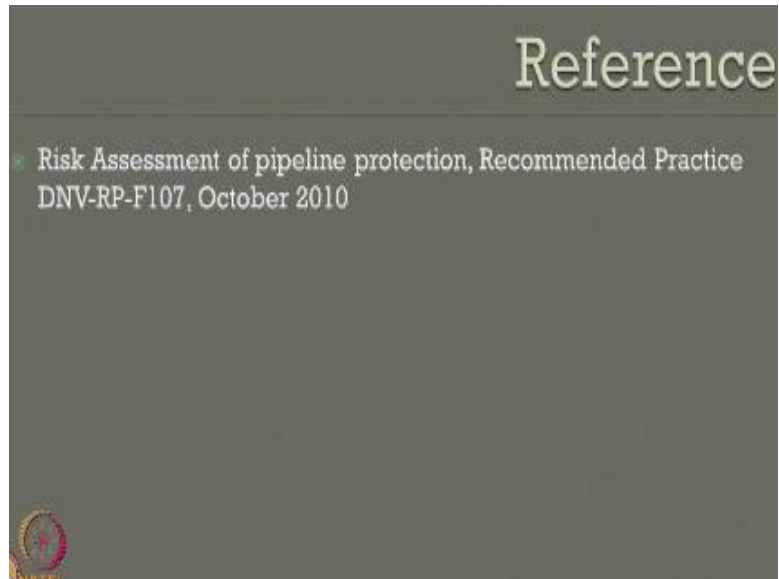 Reference
Risk Assessment of pipeline protection, Recommended Practice
DNV-RP-F107, October 2010